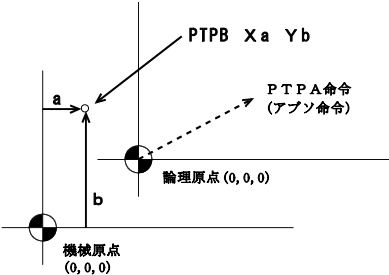 PTPB Xa Yb
a
PTPA命令
(アブソ命令)
論理原点(0,0,0)
b
機械原点
(0,0,0)